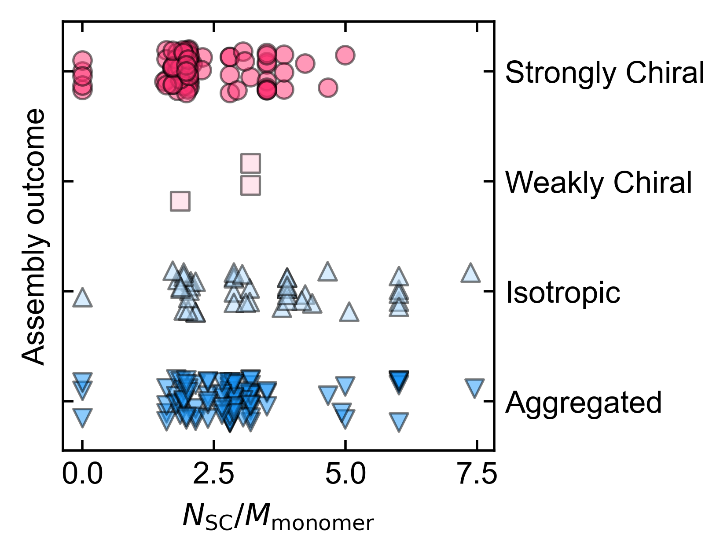 Assembly outcome
Strongly Chiral
Weakly Chiral
Isotropic
Aggregated
0.0 2.5 5.0 7.5
N_SC/M_monomer